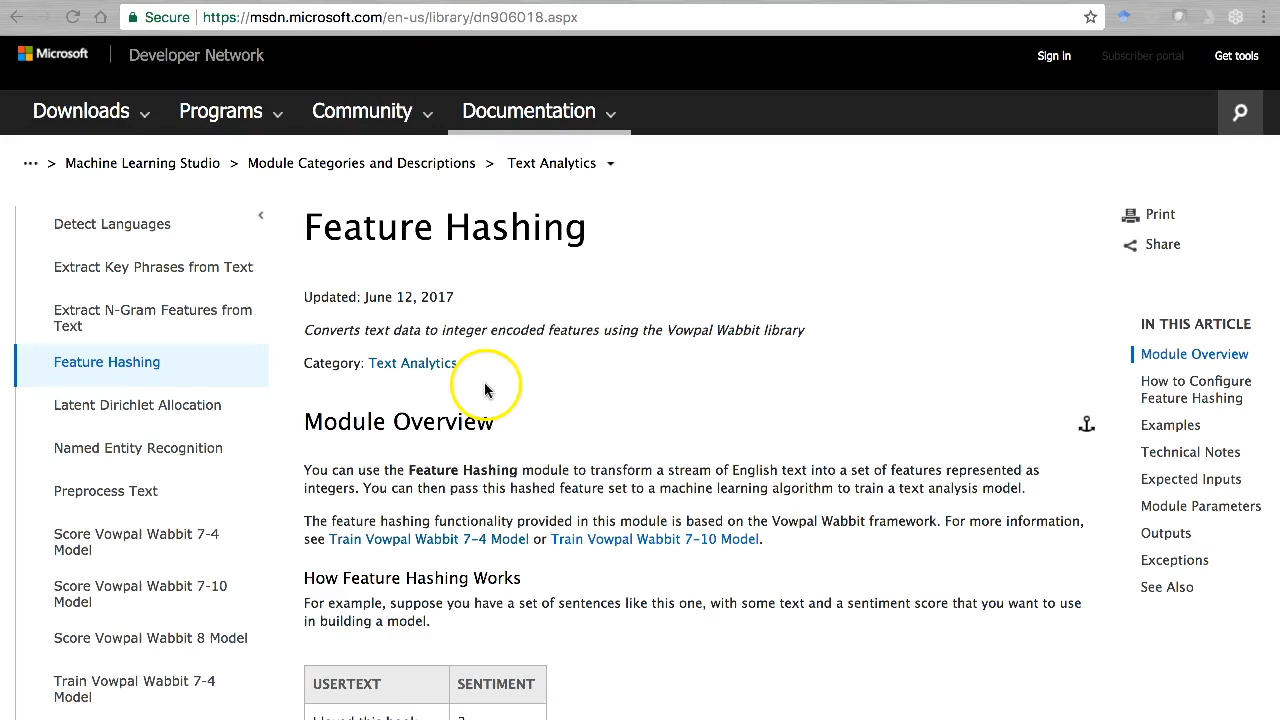 Secure https://msdn.microsoft.com/en-us/library/dn906018.aspx
Microsoft Developer Network Sign in Subscriber portal Get tools
Downloads Programs Community Documentation
... > Machine Learning Studio > Module Categories and Descriptions > Text Analytics
Detect Languages
Extract Key Phrases from Text
Extract N-Gram Features from
Text
Feature Hashing
Latent Dirichlet Allocation
Named Entity Recognition
Preprocess Text
Score Vowpal Wabbit 7-4
Model
Score Vowpal Wabbit 7-10
Model
Score Vowpal Wabbit 8 Model
Train Vowpal Wabbit 7-4
Model
Feature Hashing
Updated: June 12, 2017
Converts text data to integer encoded features using the Vowpal Wabbit library
Category: Text Analytics
Module Overview
You can use the Feature Hashing module to transform a stream of English text into a set of features represented as
integers. You can then pass this hashed feature set to a machine learning algorithm to train a text analysis model.
The feature hashing functionality provided in this module is based on the Vowpal Wabbit framework. For more information,
see Train Vowpal Wabbit 7-4 Model or Train Vowpal Wabbit 7-10 Model.
How Feature Hashing Works
For example, suppose you have a set of sentences like this one, with some text and a sentiment score that you want to use
in building a model.
USERTEXT SENTIMENT
I loved this book 3
Print
Share
IN THIS ARTICLE
Module Overview
How to Configure
Feature Hashing
Examples
Technical Notes
Expected Inputs
Module Parameters
Outputs
Exceptions
See Also